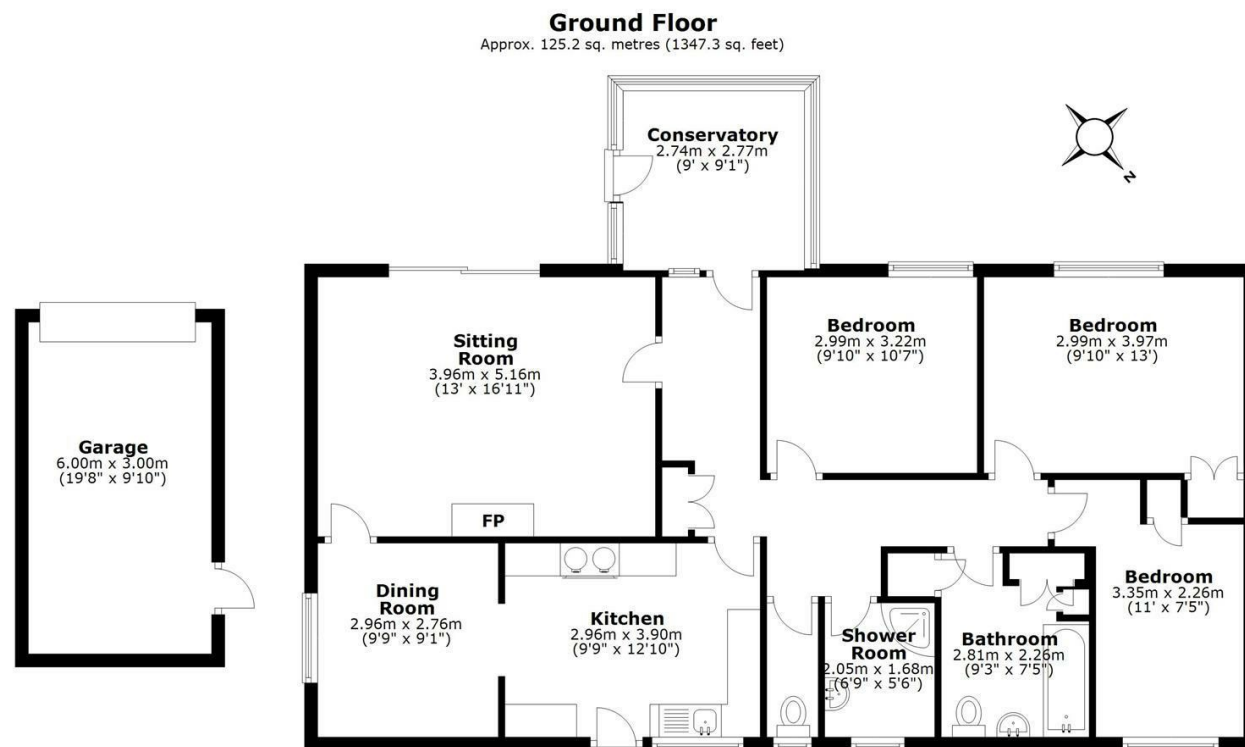 Ground Floor
Approx. 125.2 sq. metres (1347.3 sq. feet)
Conservatory
2.74m x 2.77m
(9' x 9'1")
N
Sitting
Room
3.96m x 5.16m
(13' x 16'11")
Bedroom
2.99m x 3.22m
(9'10" x 10'7")
Bedroom
2.99m x 3.97m
(9'10" x 13')
Garage
6.00m x 3.00m
(19'8" x 9'10")
FP
Dining
Room
2.96m x 2.76m
(9'9" x 9'1")
Kitchen
2.96m x 3.90m
(9'9" x 12'10")
Shower
Room
2.05m x 1.68m
(6'9" x 5'6")
Bathroom
2.81m x 2.26m
(9'3" x 7'5")
Bedroom
3.35m x 2.26m
(11' x 7'5")